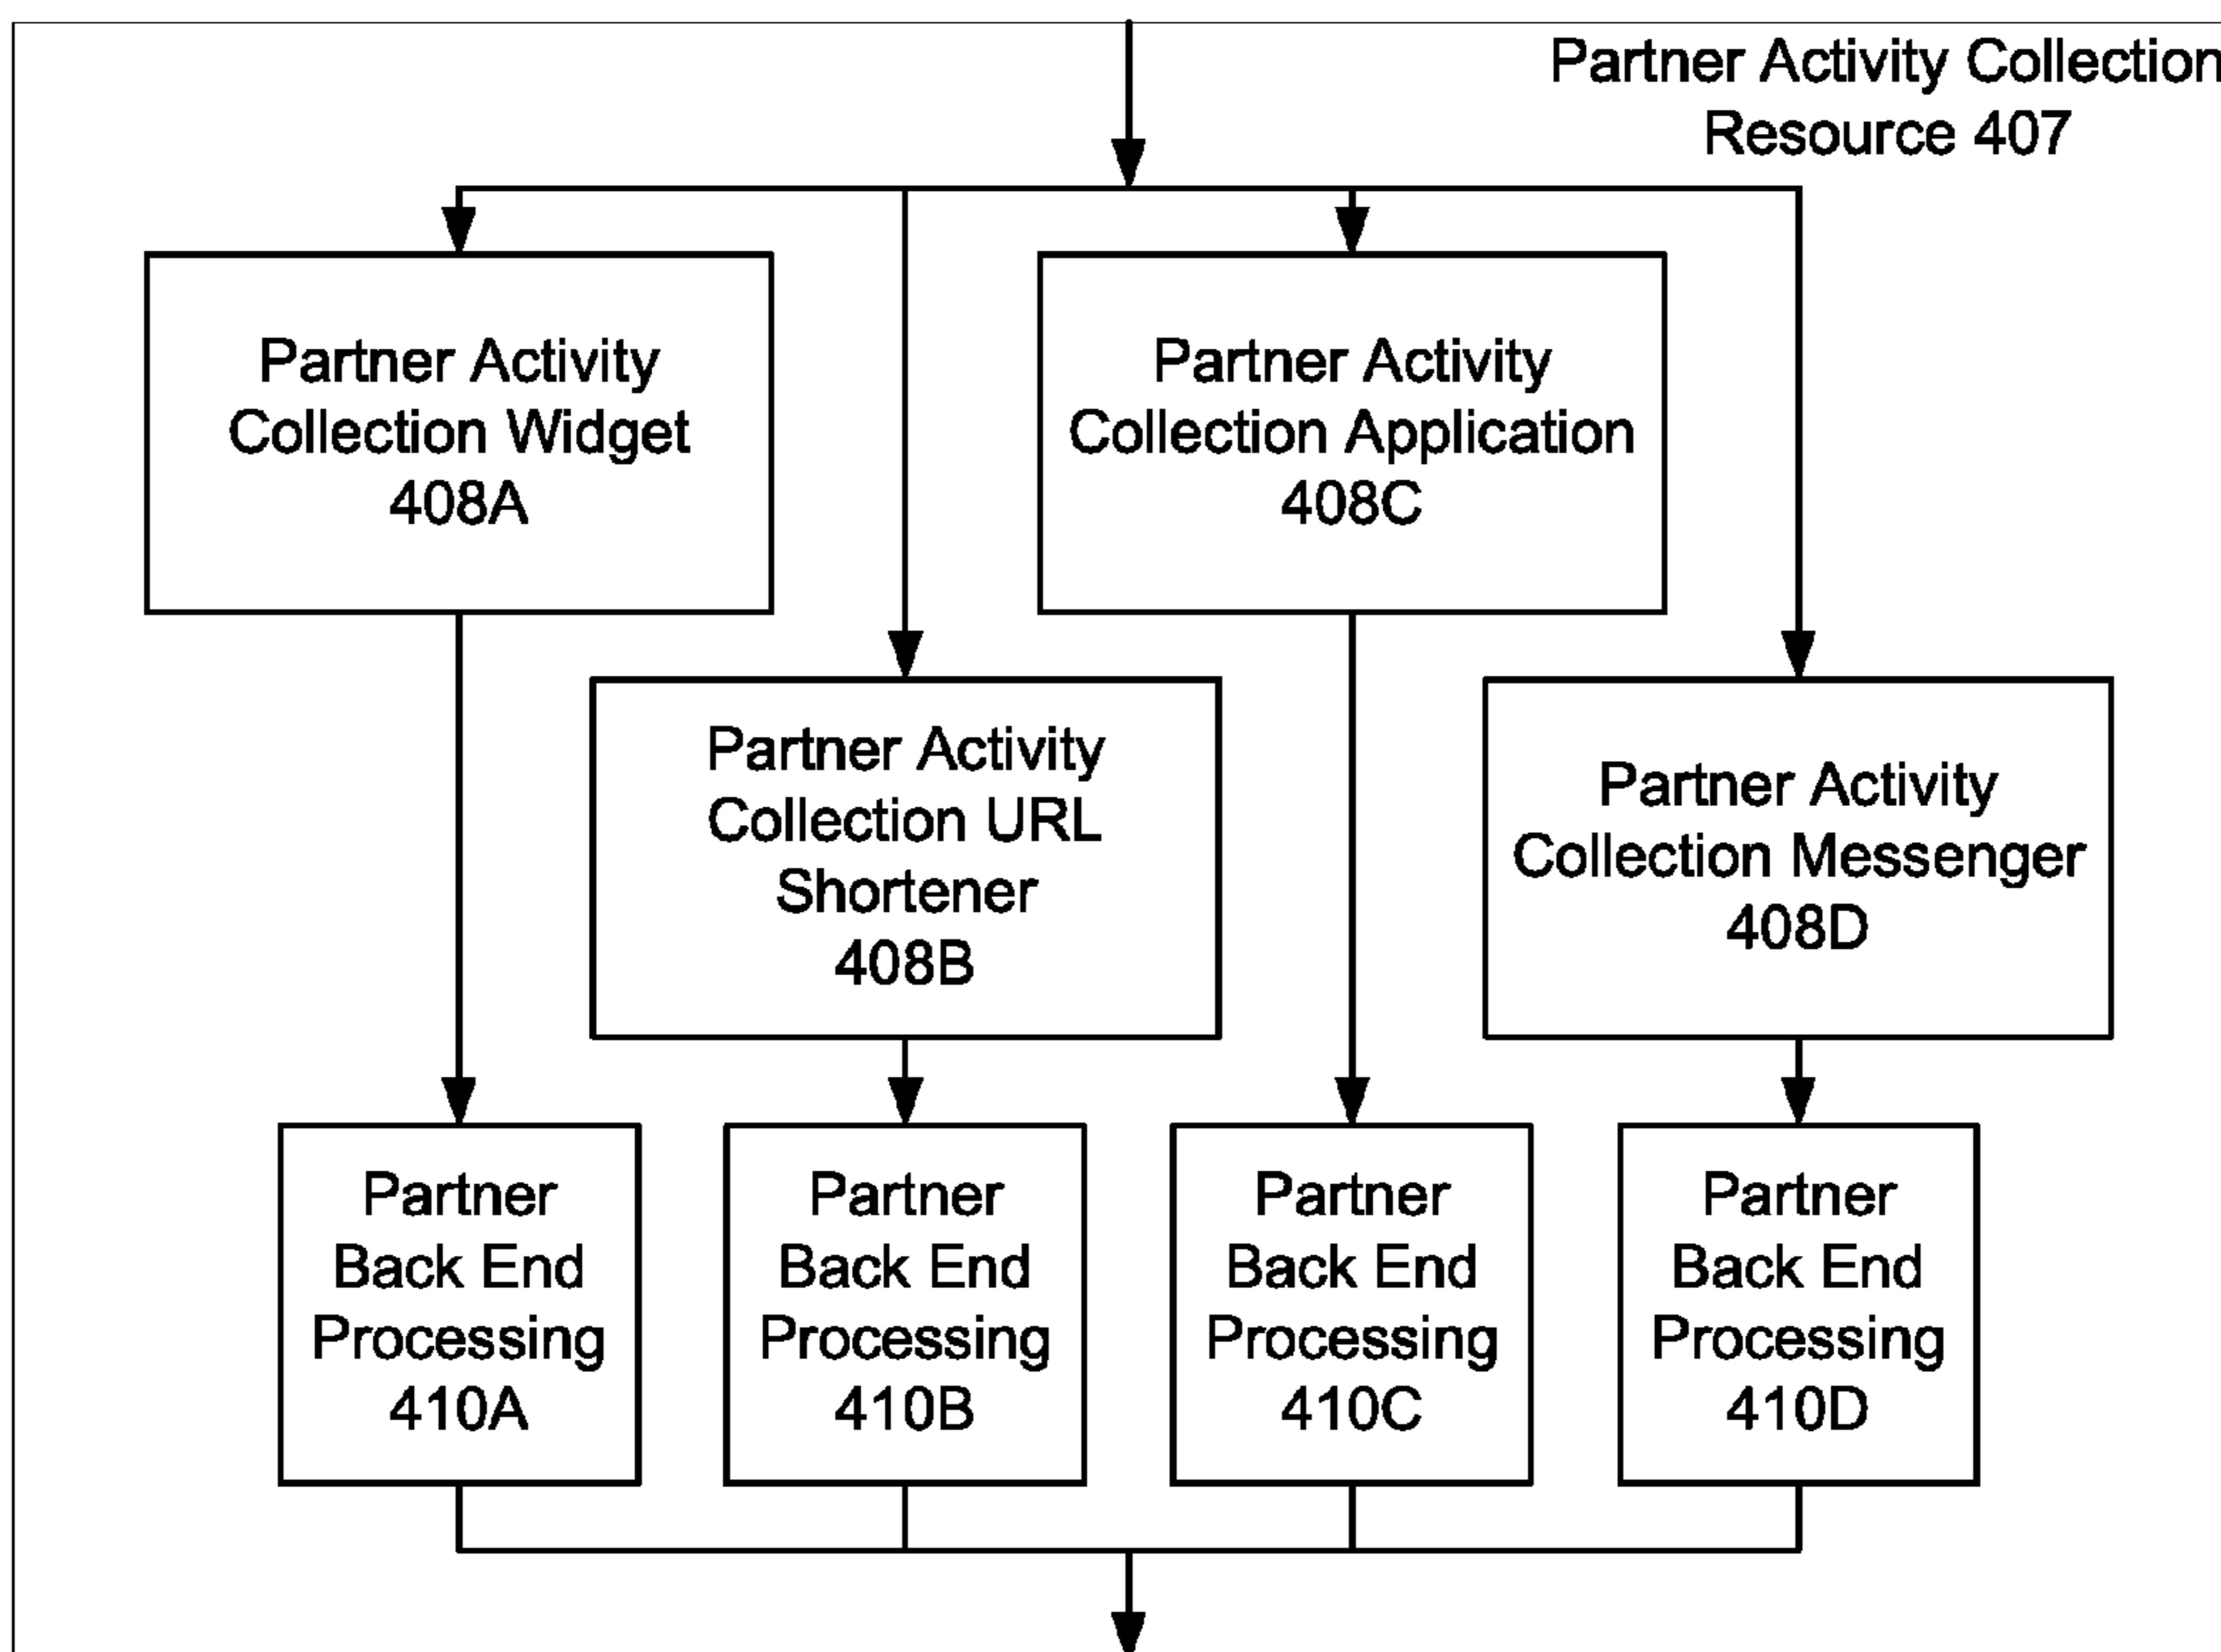 Partner Activity Collection
Resource 407
Partner Activity
Collection Widget
408A
Partner Activity
Collection Application
408C
Partner Activity
Collection URL
Shortener
408B
Partner Activity
Collection Messenger
408D
Partner
Back End
Processing
410A
Partner
Back End
Processing
410B
Partner
Back End
Processing
410C
Partner
Back End
Processing
410D